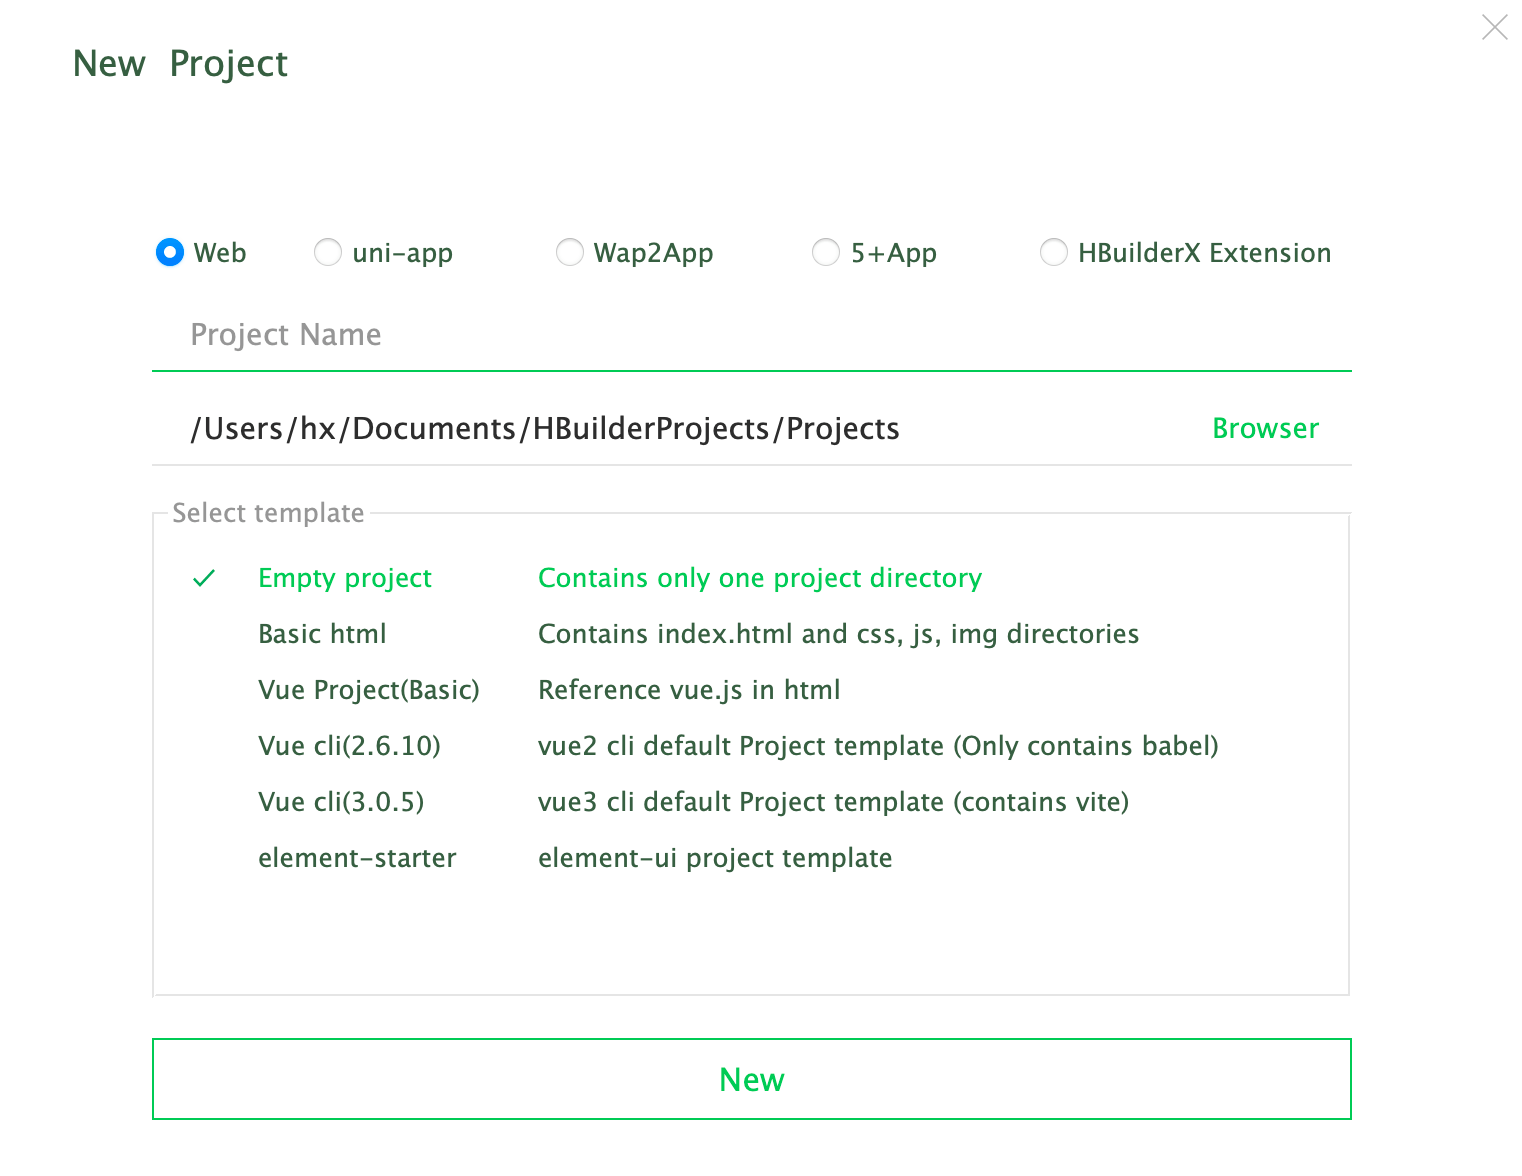 New Project
Web uni-app Wap2App 5+App HBuilderX Extension
Project Name
/Users/hx/Documents/HBuilderProjects/Projects Browser
Select template
Empty project Contains only one project directory
Basic html Contains index.html and css, js, img directories
Vue Project(Basic) Reference vue.js in html
Vue cli(2.6.10) vue2 cli default Project template (Only contains babel)
Vue cli(3.0.5) vue3 cli default Project template (contains vite)
element-starter element-ui project template
New